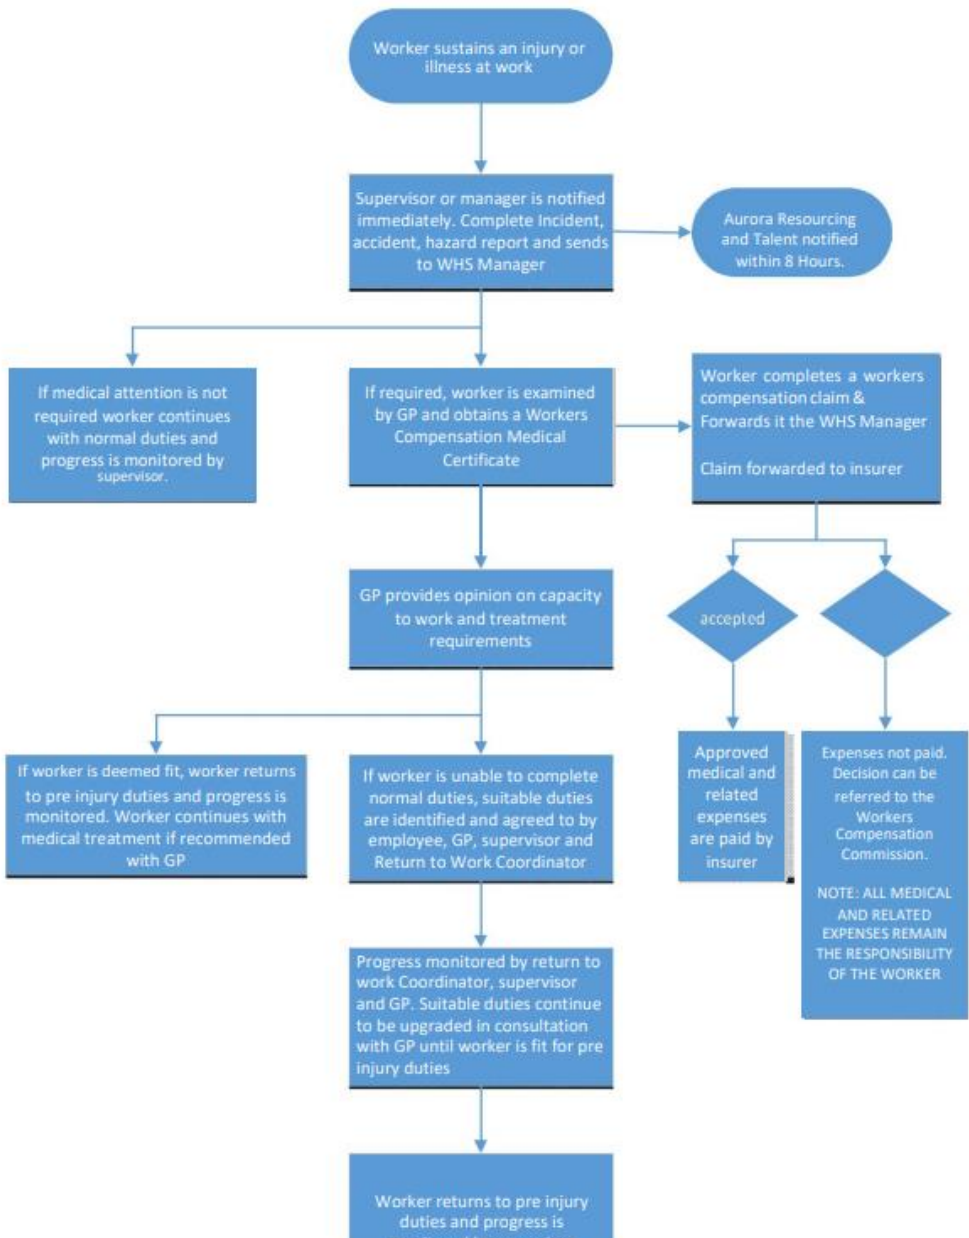 Worker sustains an injury or
illness at work
Supervisor or manager is notified
immediately. Complete Incident,
accident, hazard report and sends
to WHS Manager
Aurora Resourcing
and Talent notified
within 8 Hours.
If medical attention is not
required worker continues
with normal duties and
progress is monitored by
supervisor.
If required, worker is examined
by GP and obtains a Workers
Compensation Medical
Certificate
Worker completes a workers
compensation claim &
Forwards it the WHS Manager
Claim forwarded to insurer
GP provides opinion on capacity
to work and treatment
requirements
accepted
If worker is deemed fit, worker returns
to pre injury duties and progress is
monitored. Worker continues with
medical treatment if recommended
with GP
If worker is unable to complete
normal duties, suitable duties
are identified and agreed to by
employee, GP, supervisor and
Return to Work Coordinator
Approved
medical and
related
expenses
are paid by
insurer
Expenses not paid.
Decision can be
referred to the
Workers
Compensation
Commission.
NOTE: ALL MEDICAL
AND RELATED
EXPENSES REMAIN
THE RESPONSIBILITY
OF THE WORKER
Progress monitored by return to
work Coordinator, supervisor
and GP. Suitable duties continue
to be upgraded in consultation
with GP until worker is fit for pre
injury duties
Worker returns to pre injury
duties and progress is